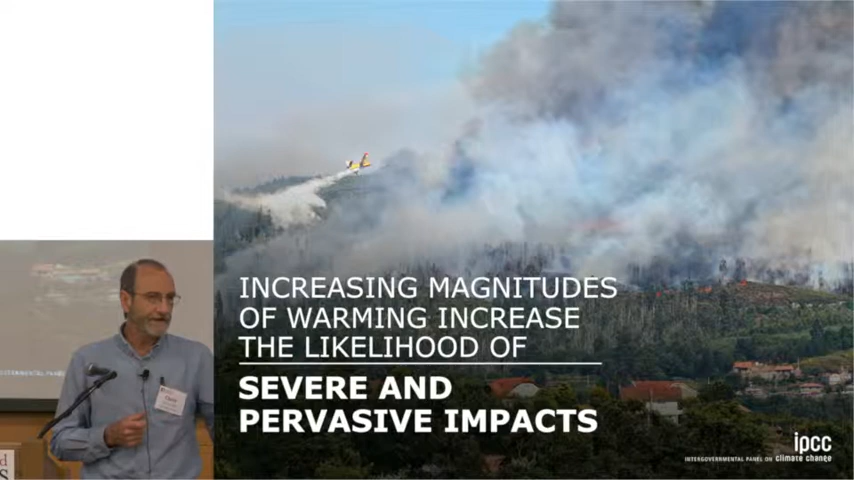 INCREASING MAGNITUDES
OF WARMING INCREASE
THE LIKELIHOOD OF
SEVERE AND
PERVASIVE IMPACTS
ipcc
INTERGOVERNMENTAL PANEL ON climate change